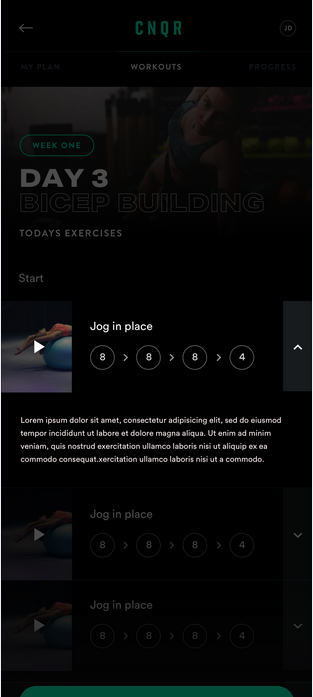 CNQR
JD
MY PLAN
WORKOUTS
PROGRESS
WEEK ONE
DAY 3
BICEP BUILDING
TODAYS EXERCISES
Start
Jog in place
8 > 8 > 8 > 4
Lorem ipsum dolor sit amet, consectetur adipisicing elit, sed do eiusmod
tempor incididunt ut labore et dolore magna aliqua. Ut enim ad minim
veniam, quis nostrud exercitation ullamco laboris nisi ut aliquip ex ea
commodo consequat.xercitation ullamco laboris nisi ut a commodo.
Jog in place
8 > 8 > 8 > 4
Jog in place
8 > 8 > 8 > 4